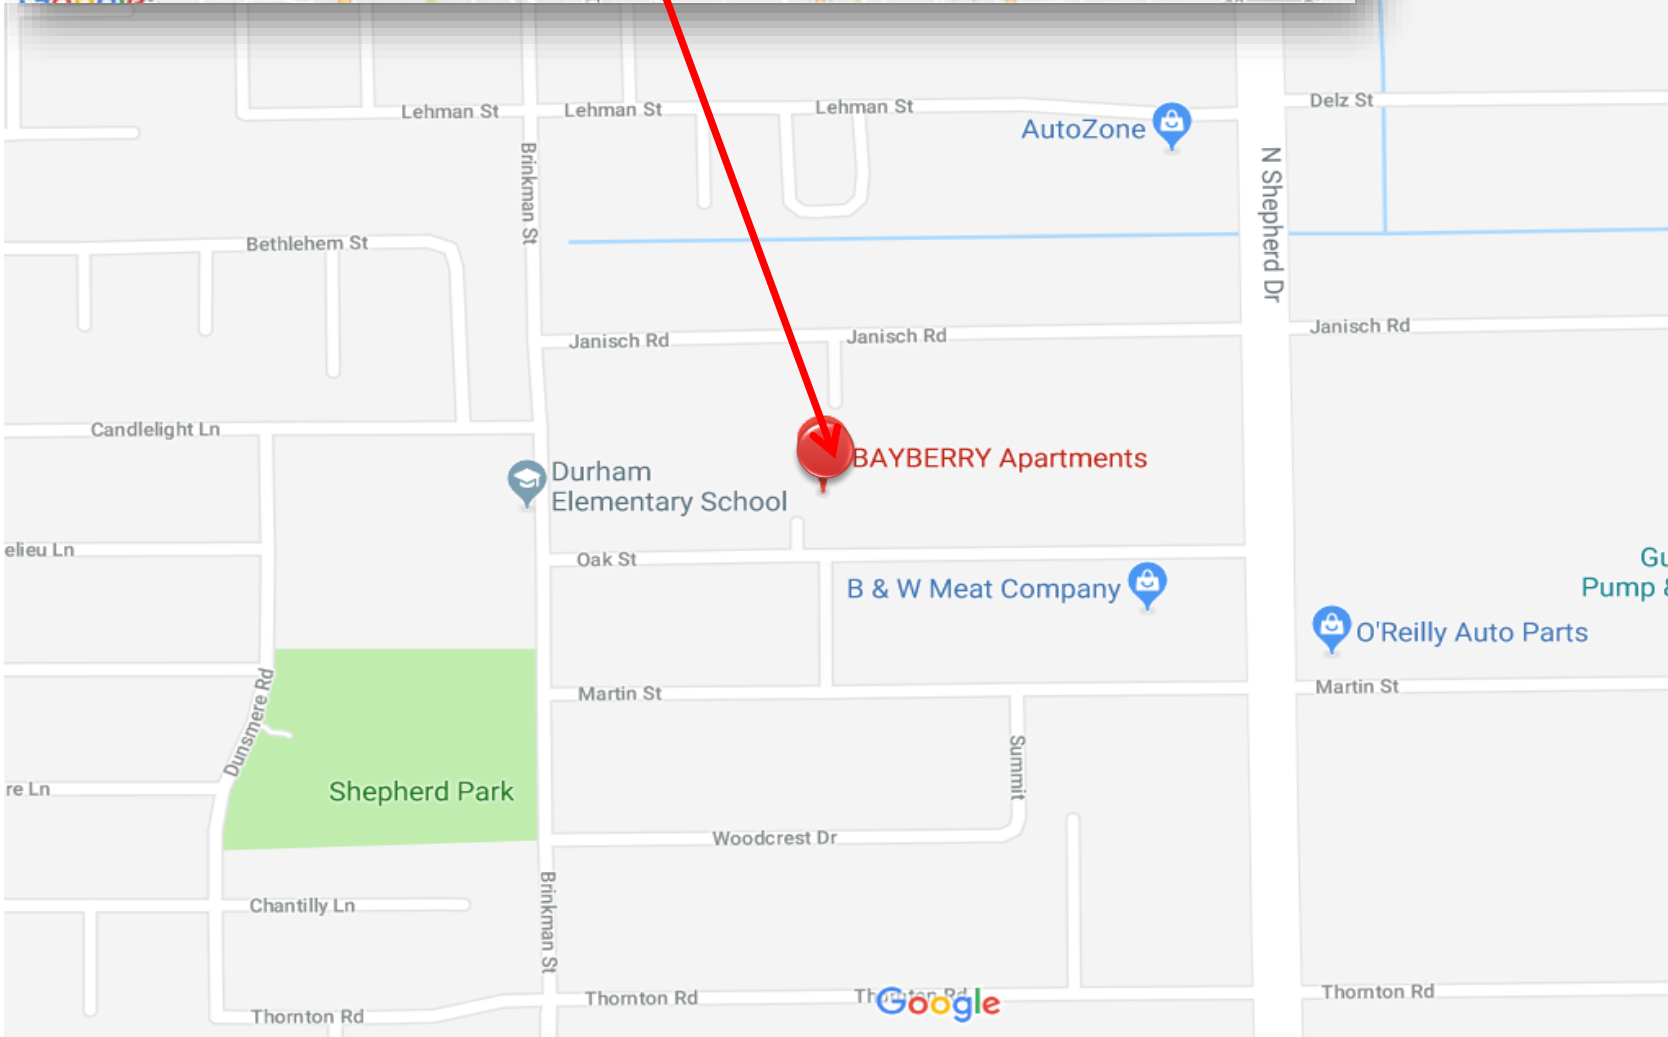 Google
Lehman St
Lehman St
Lehman St
Delz St
AutoZone
Brinkman St
N Shepherd Dr
Bethlehem St
Janisch Rd
Janisch Rd
Janisch Rd
Candlelight Ln
BAYBERRY Apartments
Durham
Elementary School
elieu Ln
Oak St
Gu
Pump &
B & W Meat Company
O'Reilly Auto Parts
Dunsmere Rd
Martin St
Martin St
Summit
re Ln
Shepherd Park
Woodcrest Dr
Brinkman St
Chantilly Ln
Thornton Rd
Thornton Rd
Thornton Rd
Thornton Rd
Google